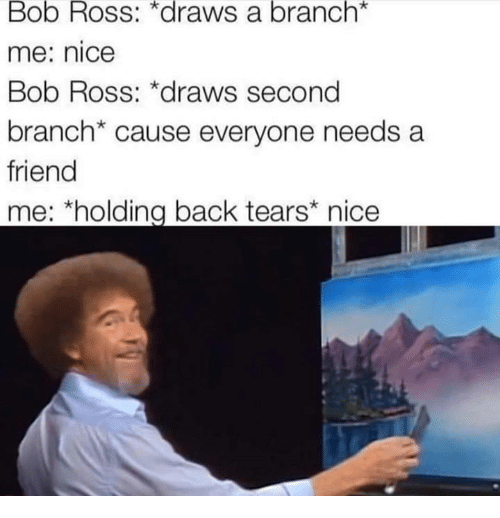 Bob Ross: *draws a branch*
me: nice
Bob Ross: *draws second
branch* cause everyone needs a
friend
me: *holding back tears* nice